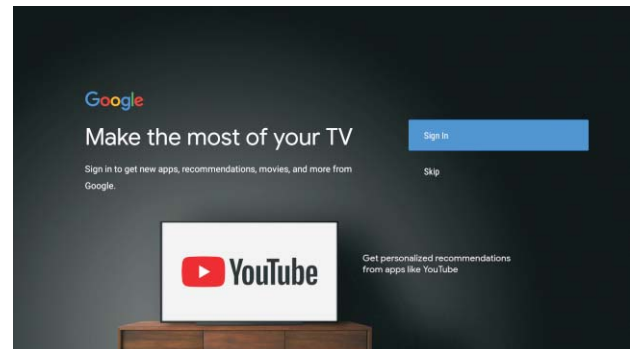 Google
Make the most of your TV
Sign in to get new apps, recommendations, movies, and more from
Google.
Sign In
Skip
YouTube
Get personalized recommendations
from apps like YouTube